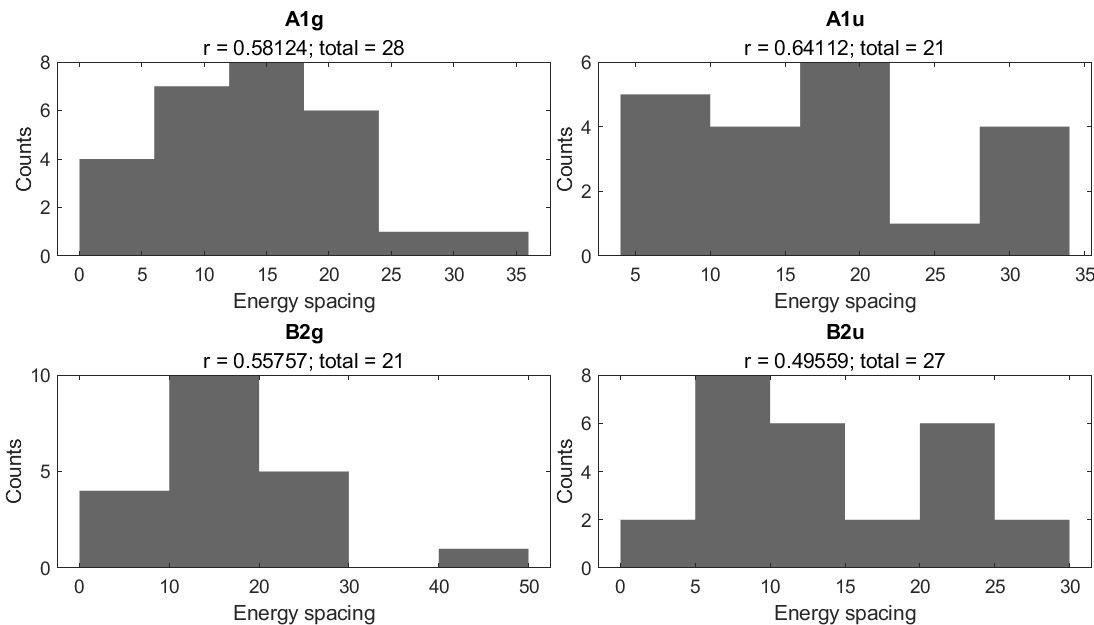 A1g
r = 0.58124; total = 28
8
6
4
2
0
Counts
0 5 10 15 20 25 30 35
Energy spacing
A1u
r = 0.64112; total = 21
6
4
2
0
Counts
5 10 15 20 25 30 35
Energy spacing
B2g
r = 0.55757; total = 21
10
5
0
Counts
0 10 20 30 40 50
Energy spacing
B2u
r = 0.49559; total = 27
8
6
4
2
0
Counts
0 5 10 15 20 25 30
Energy spacing